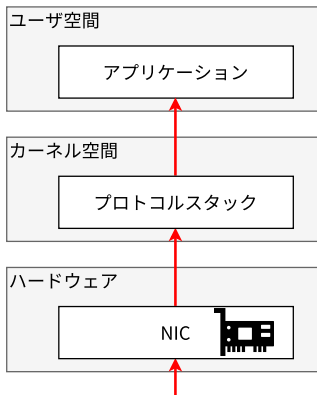 ユーザ空間
アプリケーション
カーネル空間
プロトコルスタック
ハードウェア
NIC